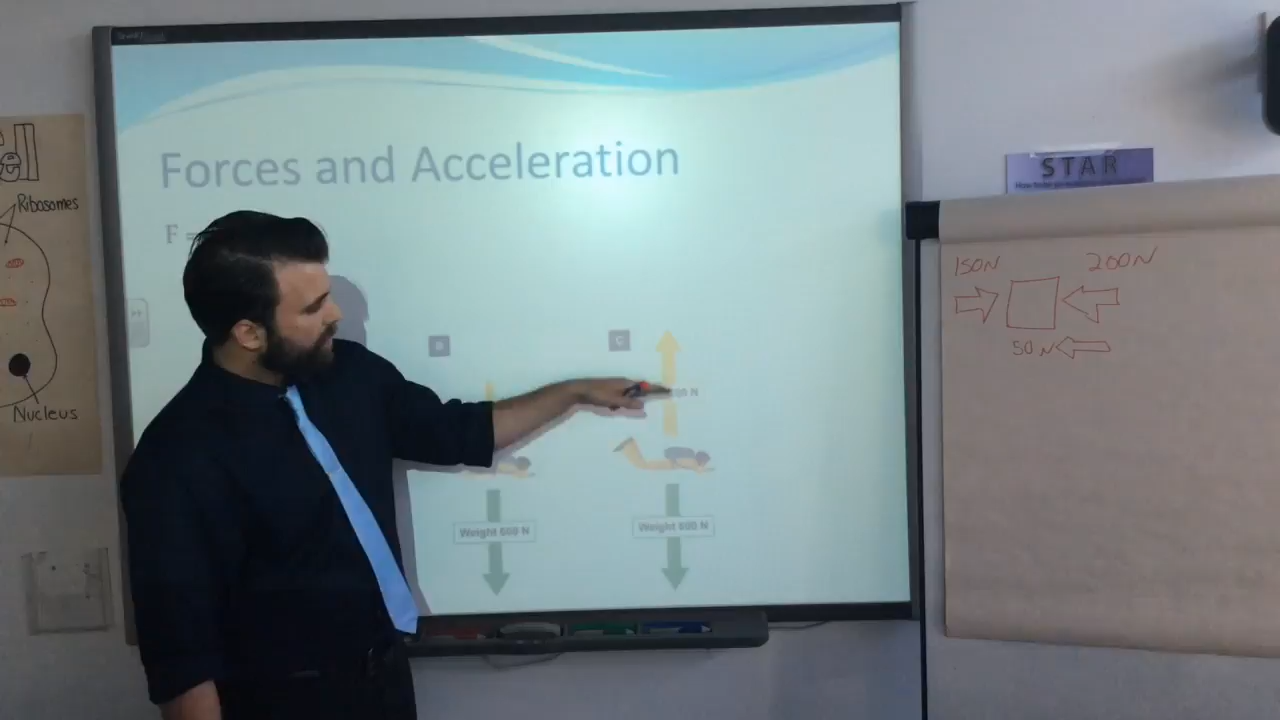 Forces and Acceleration
F =
B
C
Weight 600 N
Weight 600 N
STAR
150N
200N
50N
Ribosomes
Nucleus